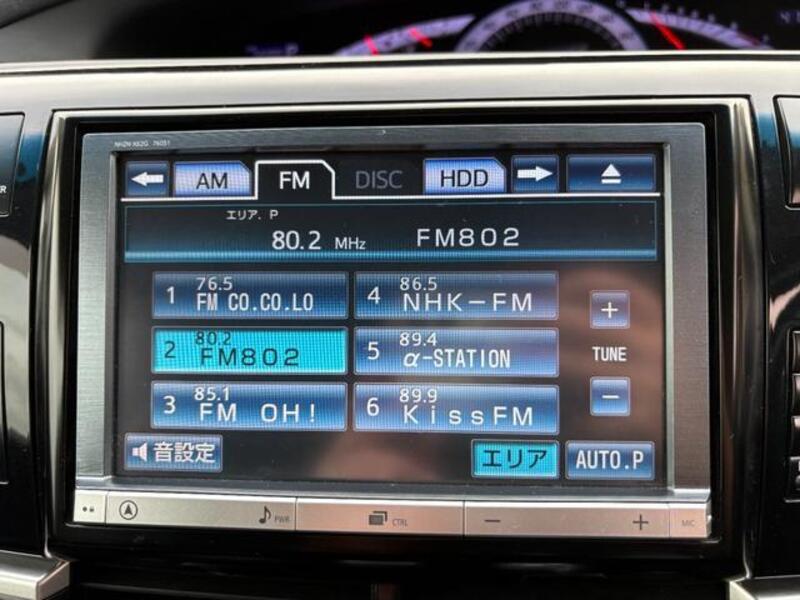 NHZN-X62G 76051
AM FM DISC HDD
エリア. P
80.2 MHz FM802
1 76.5 FM CO.CO.LO
4 86.5 NHK-FM
2 80.2 FM802
5 89.4 α-STATION
3 85.1 FM OH!
6 89.9 KissFM
+
TUNE
-
音設定
エリア
AUTO.P
PWR
CTRL
- +
MIC